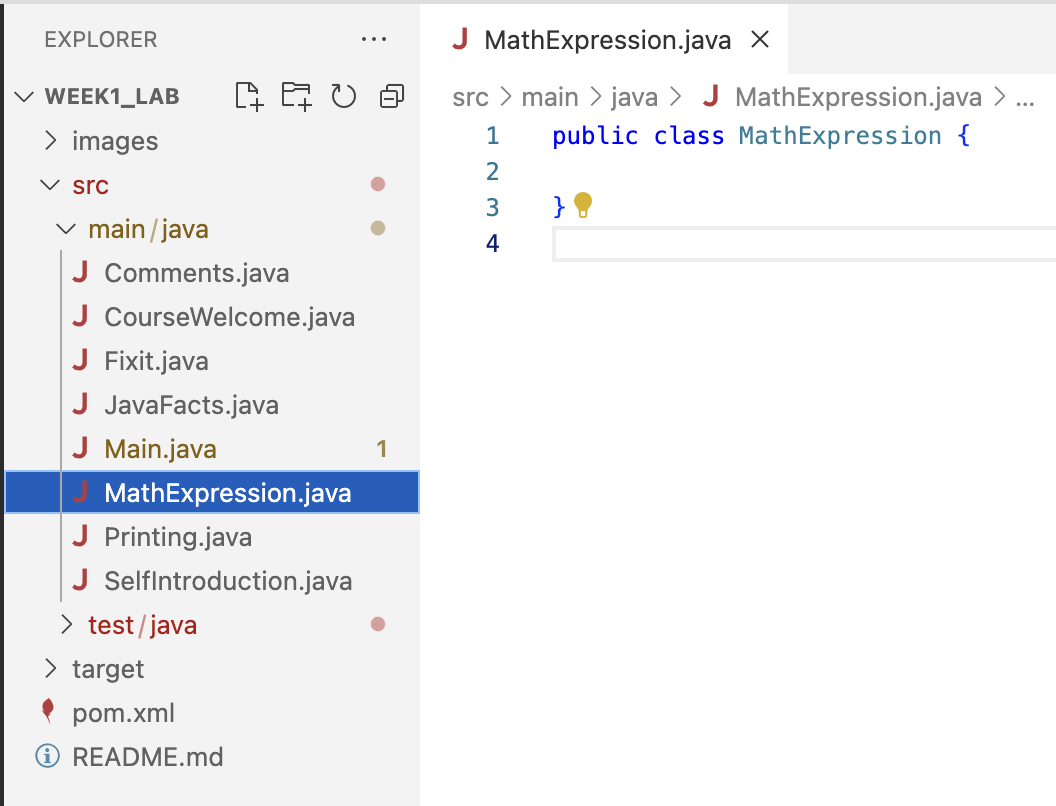 EXPLORER ...
WEEK1_LAB
images
src
main/java
J Comments.java
J CourseWelcome.java
J Fixit.java
J JavaFacts.java
J Main.java 1
J MathExpression.java
J Printing.java
J SelfIntroduction.java
test/java
target
pom.xml
README.md
J MathExpression.java
src > main > java > J MathExpression.java > ...
1 public class MathExpression {
2
3 }
4